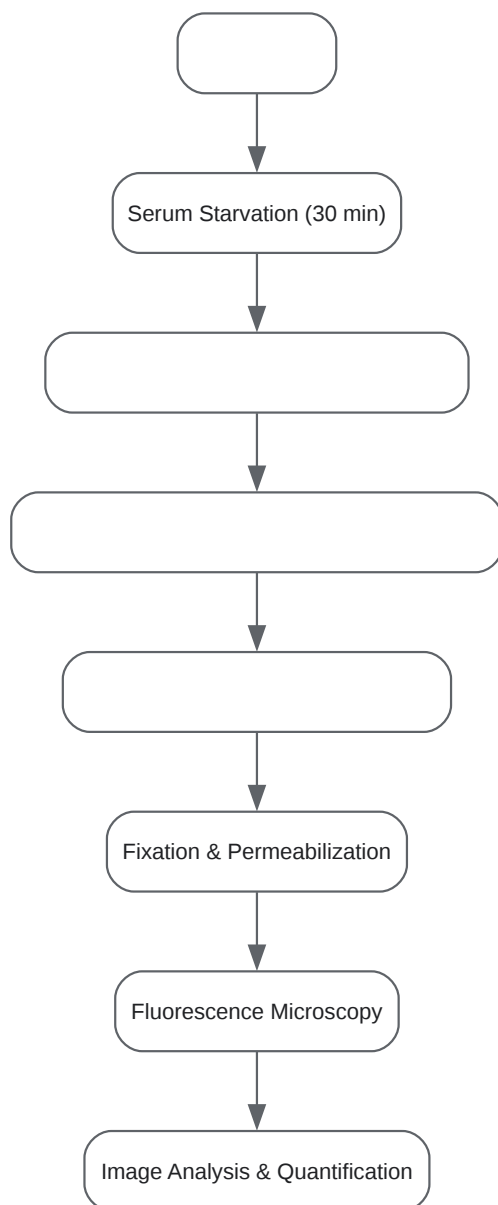 Serum Starvation (30 min)
Fixation & Permeabilization
Fluorescence Microscopy
Image Analysis & Quantification